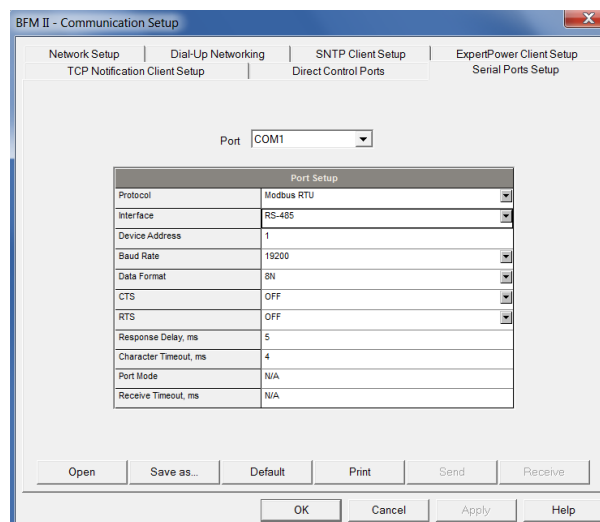 BFM II - Communication Setup
X
Network Setup Dial-Up Networking SNTP Client Setup ExpertPower Client Setup
TCP Notification Client Setup Direct Control Ports Serial Ports Setup
Port COM1
Port Setup
Protocol Modbus RTU
Interface RS-485
Device Address 1
Baud Rate 19200
Data Format 8N
CTS OFF
RTS OFF
Response Delay, ms 5
Character Timeout, ms 4
Port Mode N/A
Receive Timeout, ms N/A
Open Save as... Default Print Send Receive
OK Cancel Apply Help